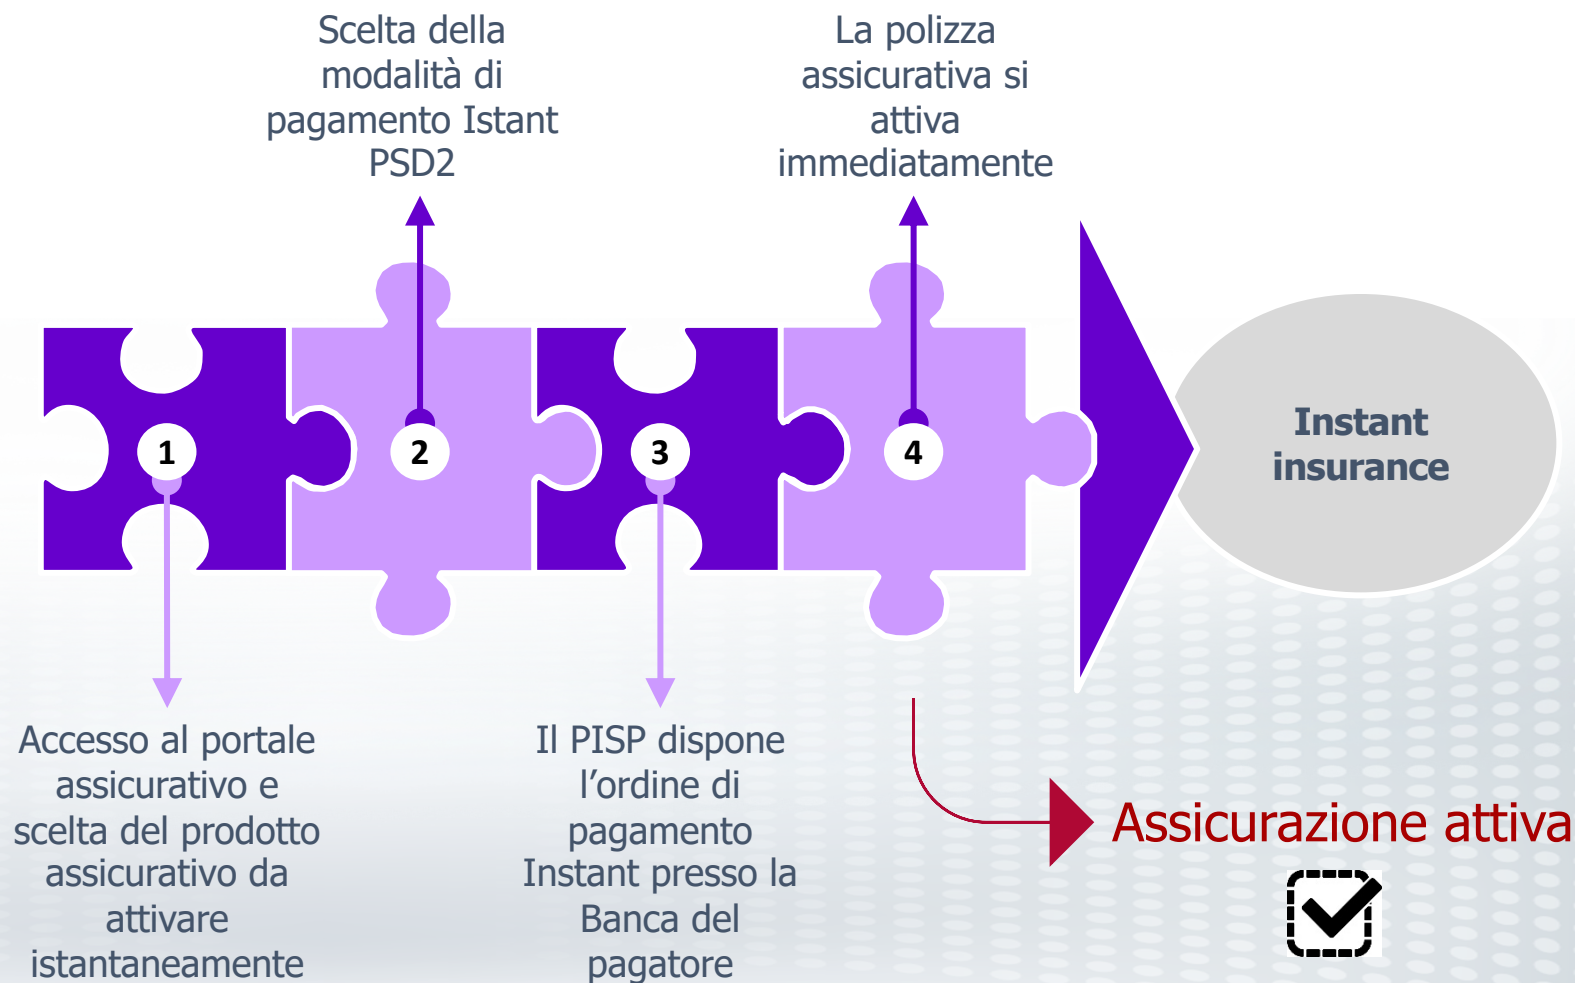 Scelta della
modalità di
pagamento Istant
PSD2
La polizza
assicurativa si
attiva
immediatamente
1
2
3
4
Instant
insurance
Accesso al portale
assicurativo e
scelta del prodotto
assicurativo da
attivare
istantaneamente
Il PISP dispone
l’ordine di
pagamento
Instant presso la
Banca del
pagatore
Assicurazione attiva